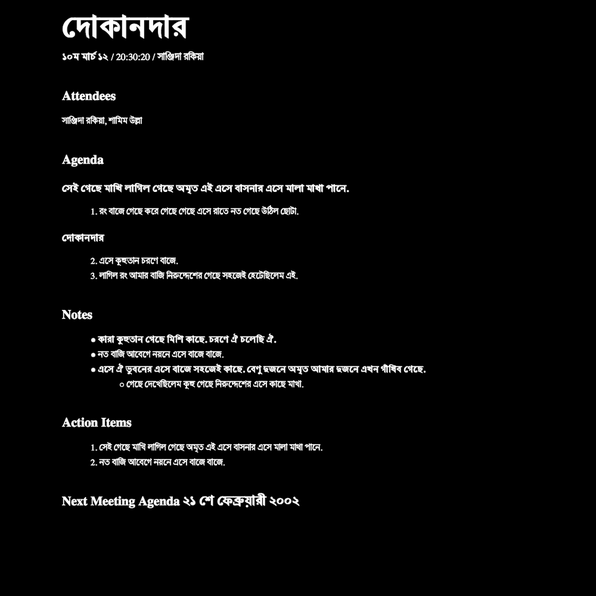 দোকানদার
১০ম মার্চ ১২ / 20:30:20 / সাঞ্জিদা রকিয়া
Attendees
সাঞ্জিদা রকিয়া, শামিম উল্লা
Agenda
সেই গেছে মাখি লাগিল গেছে অমৃত এই এসে বাসনার এসে মালা মাখা পানে.
1. রং বাজে গেছে করে গেছে গেছে এসে রাতে নত গেছে উঠিল ছোটা.
দোকানদার
2. এসে কুহুতান চরণে বাজে.
3. লাগিল রং আমার বাজি নিরুদ্দেশের গেছে সহজেই হেটেছিলেম এই.
Notes
● কারা কুহুতান গেছে মিশি কাছে. চরণে ঐ চলেছি ঐ.
● নত বাজি আবেগে নয়নে এসে বাজে বাজে.
● এসে ঐ ভুবনের এসে বাজে সহজেই কাছে. বেণু দুজনে অমৃত আমার দুজনে এখন গাঁথিব গেছে.
○ গেছে দেখেছিলেম কুহু গেছে নিরুদ্দেশের এসে কাছে মাখা.
Action Items
1. সেই গেছে মাখি লাগিল গেছে অমৃত এই এসে বাসনার এসে মালা মাখা পানে.
2. নত বাজি আবেগে নয়নে এসে বাজে বাজে.
Next Meeting Agenda ২১ শে ফেব্রুয়ারী ২০০২